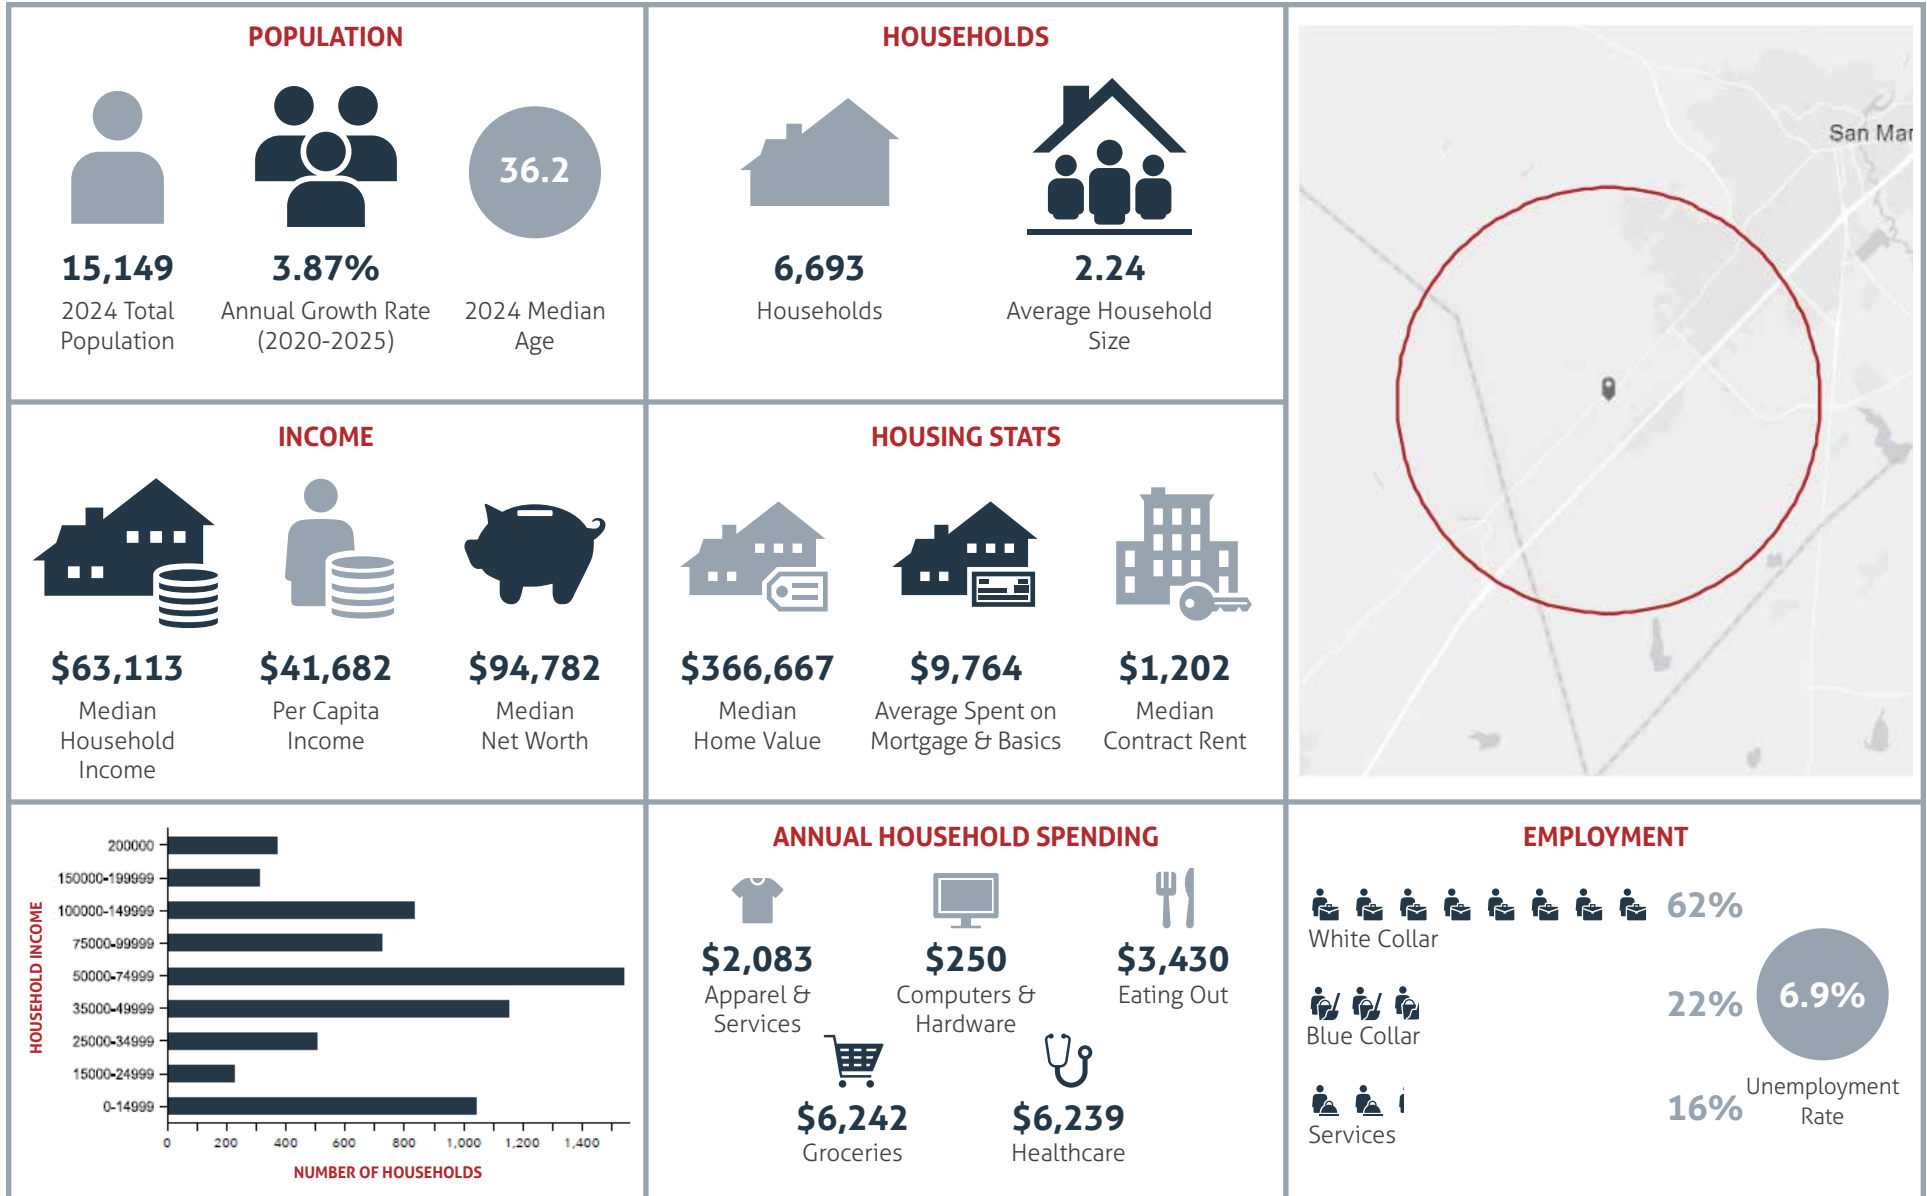 POPULATION
36.2
15,149
2024 Total
Population
3.87%
Annual Growth Rate
(2020-2025)
2024 Median
Age
HOUSEHOLDS
6,693
Households
2.24
Average Household
Size
San Mar
INCOME
$63,113
Median
Household
Income
$41,682
Per Capita
Income
$94,782
Median
Net Worth
HOUSING STATS
$366,667
Median
Home Value
$9,764
Average Spent on
Mortgage & Basics
$1,202
Median
Contract Rent
HOUSEHOLD INCOME
200000
150000-199999
100000-149999
75000-99999
50000-74999
35000-49999
25000-34999
15000-24999
0-14999
0 200 400 600 800 1,000 1,200 1,400
NUMBER OF HOUSEHOLDS
ANNUAL HOUSEHOLD SPENDING
$2,083
Apparel &
Services
$250
Computers &
Hardware
$3,430
Eating Out
$6,242
Groceries
$6,239
Healthcare
EMPLOYMENT
62%
White Collar
22%
Blue Collar
16%
Services
6.9%
Unemployment
Rate